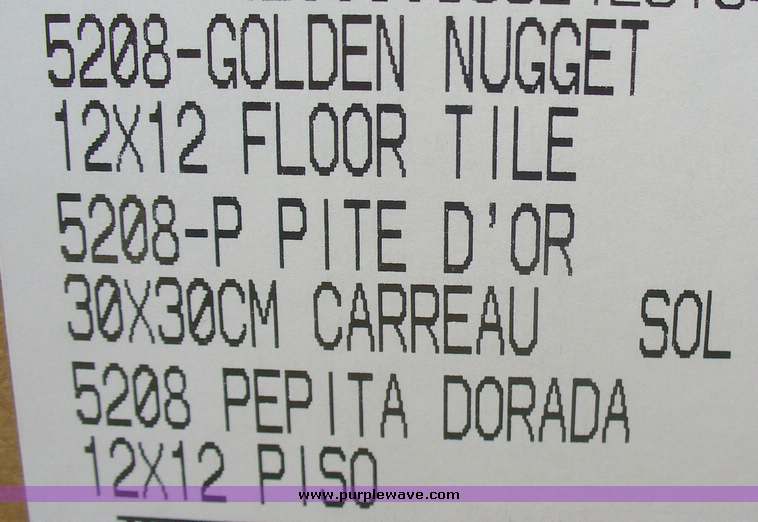 5208-GOLDEN NUGGET
12X12 FLOOR TILE
5208-P PITE D'OR
30X30CM CARREAU SOL
5208 PEPITA DORADA
12X12 PISO
www.purplewave.com